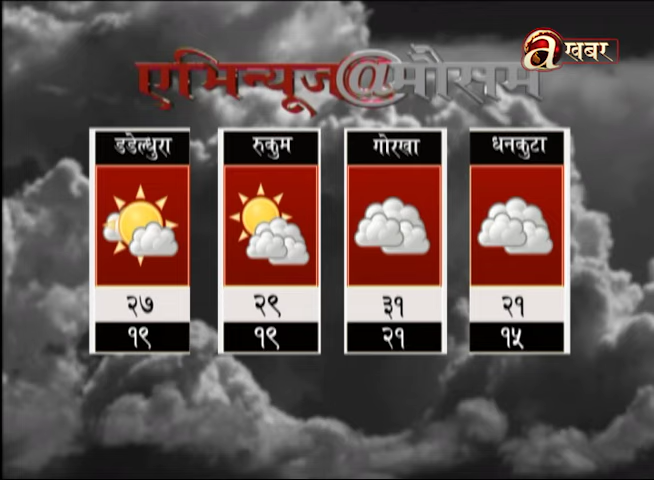 a खबर
एभिन्यूज@मौसम
डडेल्धुरा रुकुम गोरखा धनकुटा
२७ २९ ३१ २१
१९ १९ २१ १५